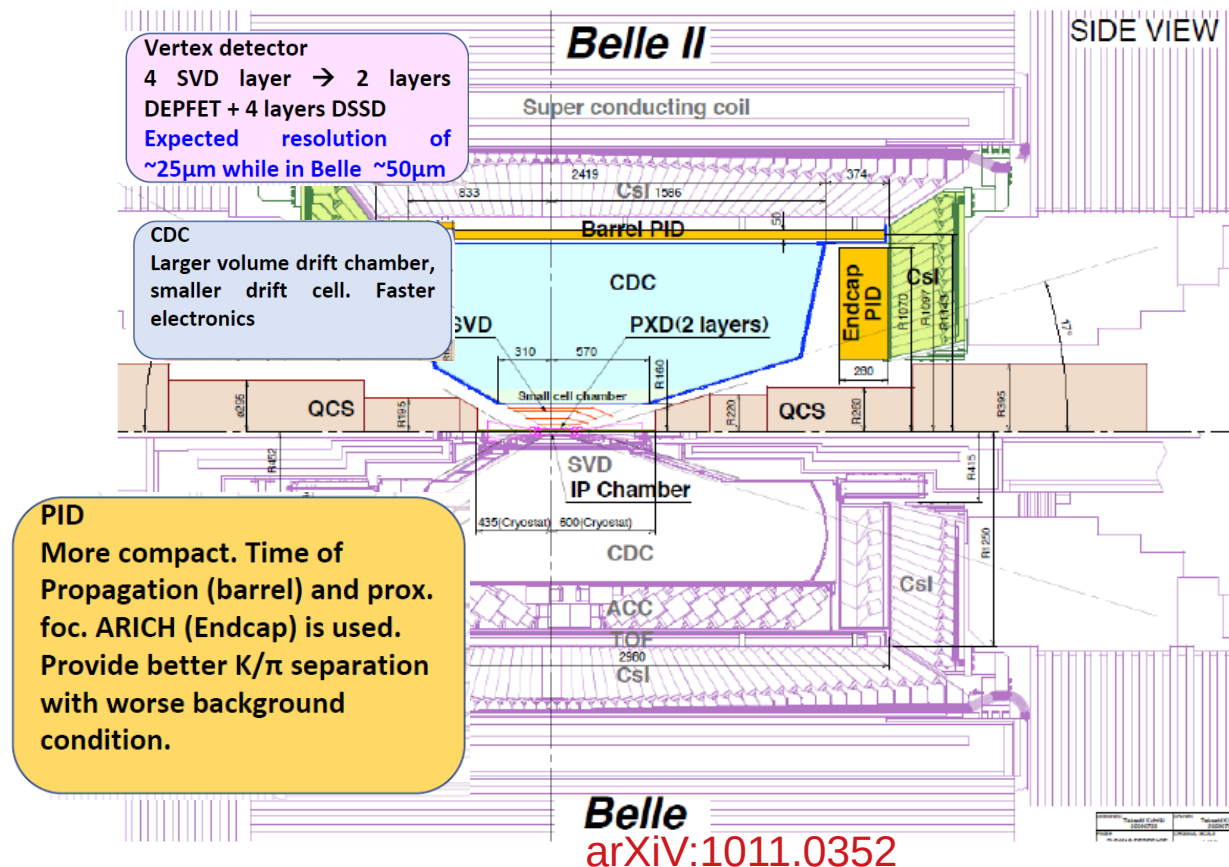 Belle II
SIDE VIEW
Vertex detector
4 SVD layer → 2 layers
DEPFET + 4 layers DSSD
Expected resolution of
~25µm while in Belle ~50µm
Super conducting coil
2419
374
833
CsI
1586
50
Barrel PID
CDC
Larger volume drift chamber,
smaller drift cell. Faster
electronics
CDC
Endcap
PID
CsI
R1070
R1097
R1143
SVD
PXD(2 layers)
17°
310
570
R160
280
Small cell chamber
ø295
QCS
R195
R220
QCS
R260
R395
R452
SVD
IP Chamber
R415
435(Cryostat)
600(Cryostat)
R1250
PID
More compact. Time of
Propagation (barrel) and prox.
foc. ARICH (Endcap) is used.
Provide better K/π separation
with worse background
condition.
CDC
CsI
ACC
TOF
2960
CsI
Belle
arXiV:1011.0352